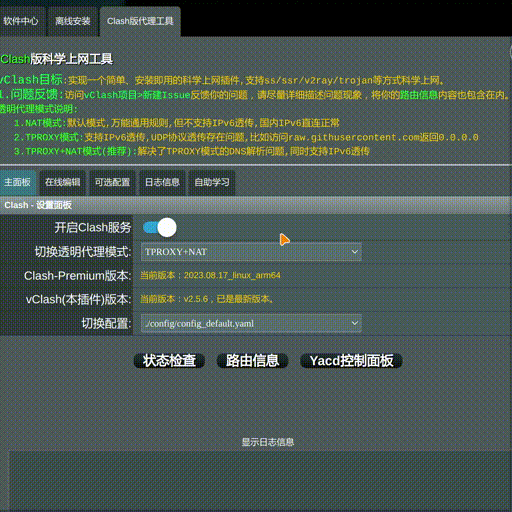 软件中心 离线安装 Clash版代理工具
Clash版科学上网工具
vClash目标:实现一个简单、安装即用的科学上网插件,支持ss/ssr/v2ray/trojan等方式科学上网。
1.问题反馈:访问vClash项目>新建Issue反馈你的问题，请尽量详细描述问题现象，将你的路由信息内容也包含在内。
透明代理模式说明:
1.NAT模式:默认模式,万能通用规则,但不支持IPv6透传,国内IPv6直连正常
2.TPROXY模式:支持IPv6透传,UDP协议透传存在问题,比如访问raw.githusercontent.com返回0.0.0.0
3.TPROXY+NAT模式(推荐):解决了TPROXY模式的DNS解析问题,同时支持IPv6透传
主面板 在线编辑 可选配置 日志信息 自助学习
Clash - 设置面板
开启Clash服务
切换透明代理模式: TPROXY+NAT
Clash-Premium版本: 当前版本：2023.08.17_linux_arm64
vClash(本插件)版本: 当前版本：v2.5.6，已是最新版本。
切换配置: ./config/config_default.yaml
状态检查 路由信息 Yacd控制面板
显示日志信息